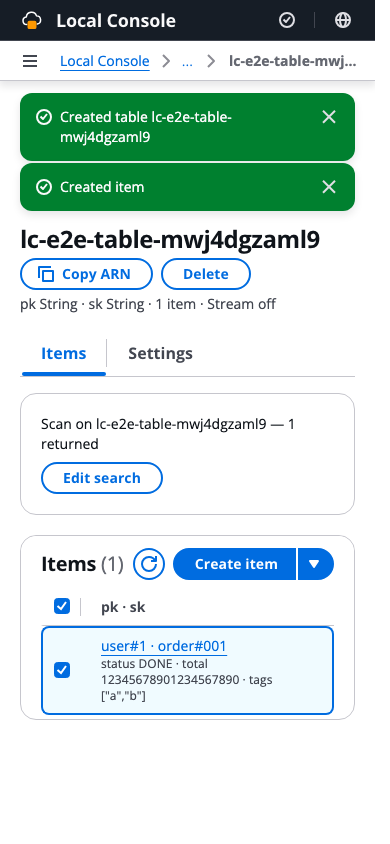 Local Console
Local Console
...
lc-e2e-table-mwj...
Created table lc-e2e-table-
mwj4dgzaml9
Created item
lc-e2e-table-mwj4dgzaml9
Copy ARN
Delete
pk String · sk String · 1 item · Stream off
Items
Settings
Scan on lc-e2e-table-mwj4dgzaml9 — 1
returned
Edit search
Items (1)
Create item
pk · sk
user#1 · order#001
status DONE · total
12345678901234567890 · tags
["a","b"]